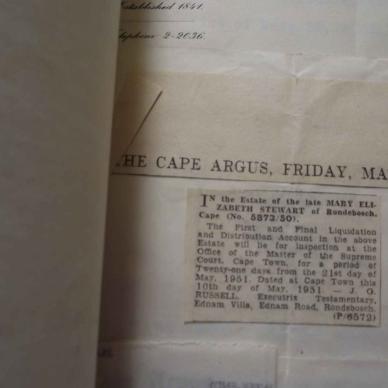 Established 1841.
Telephone 2-2036.
THE CAPE ARGUS, FRIDAY, MA
IN the Estate of the late MARY ELI-
ZABETH STEWART of Rondebosch,
Cape (No. 5873/50).
The First and Final Liquidation
and Distribution Account in the above
Estate will lie for inspection at the
Office of the Master of the Supreme
Court, Cape Town, for a period of
Twenty-one days from the 21st day of
May, 1951. Dated at Cape Town this
10th day of May, 1951. — J. O.
RUSSELL, Executrix Testamentary,
Ednam Villa, Ednam Road, Rondebosch.
(P/6572)